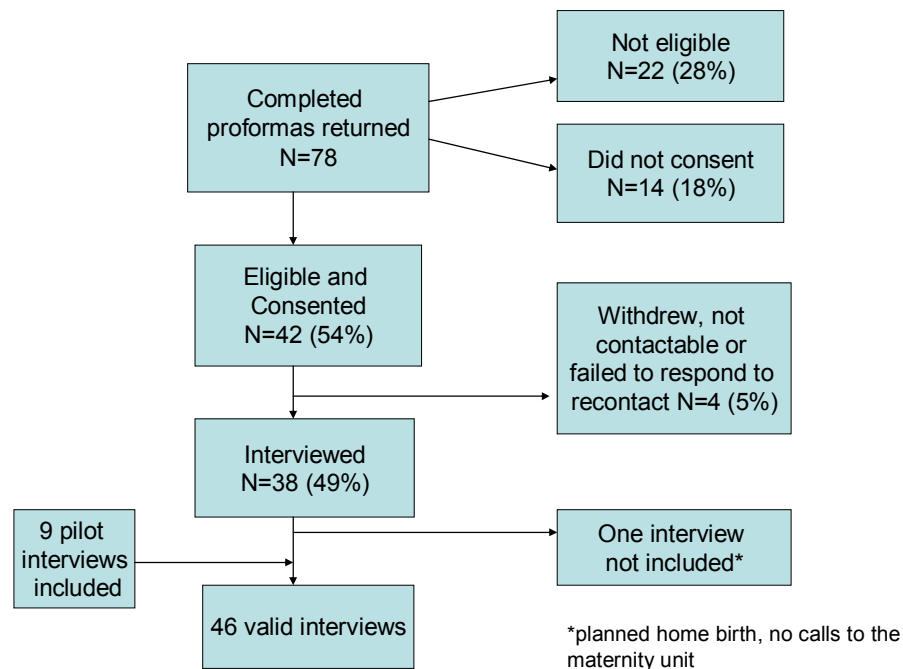 Not eligible
N=22 (28%)
Completed
proformas returned
N=78
Did not consent
N=14 (18%)
Eligible and
Consented
N=42 (54%)
Withdrew, not
contactable or
failed to respond to
recontact N=4 (5%)
Interviewed
N=38 (49%)
9 pilot
interviews
included
One interview
not included*
46 valid interviews
*planned home birth, no calls to the
maternity unit